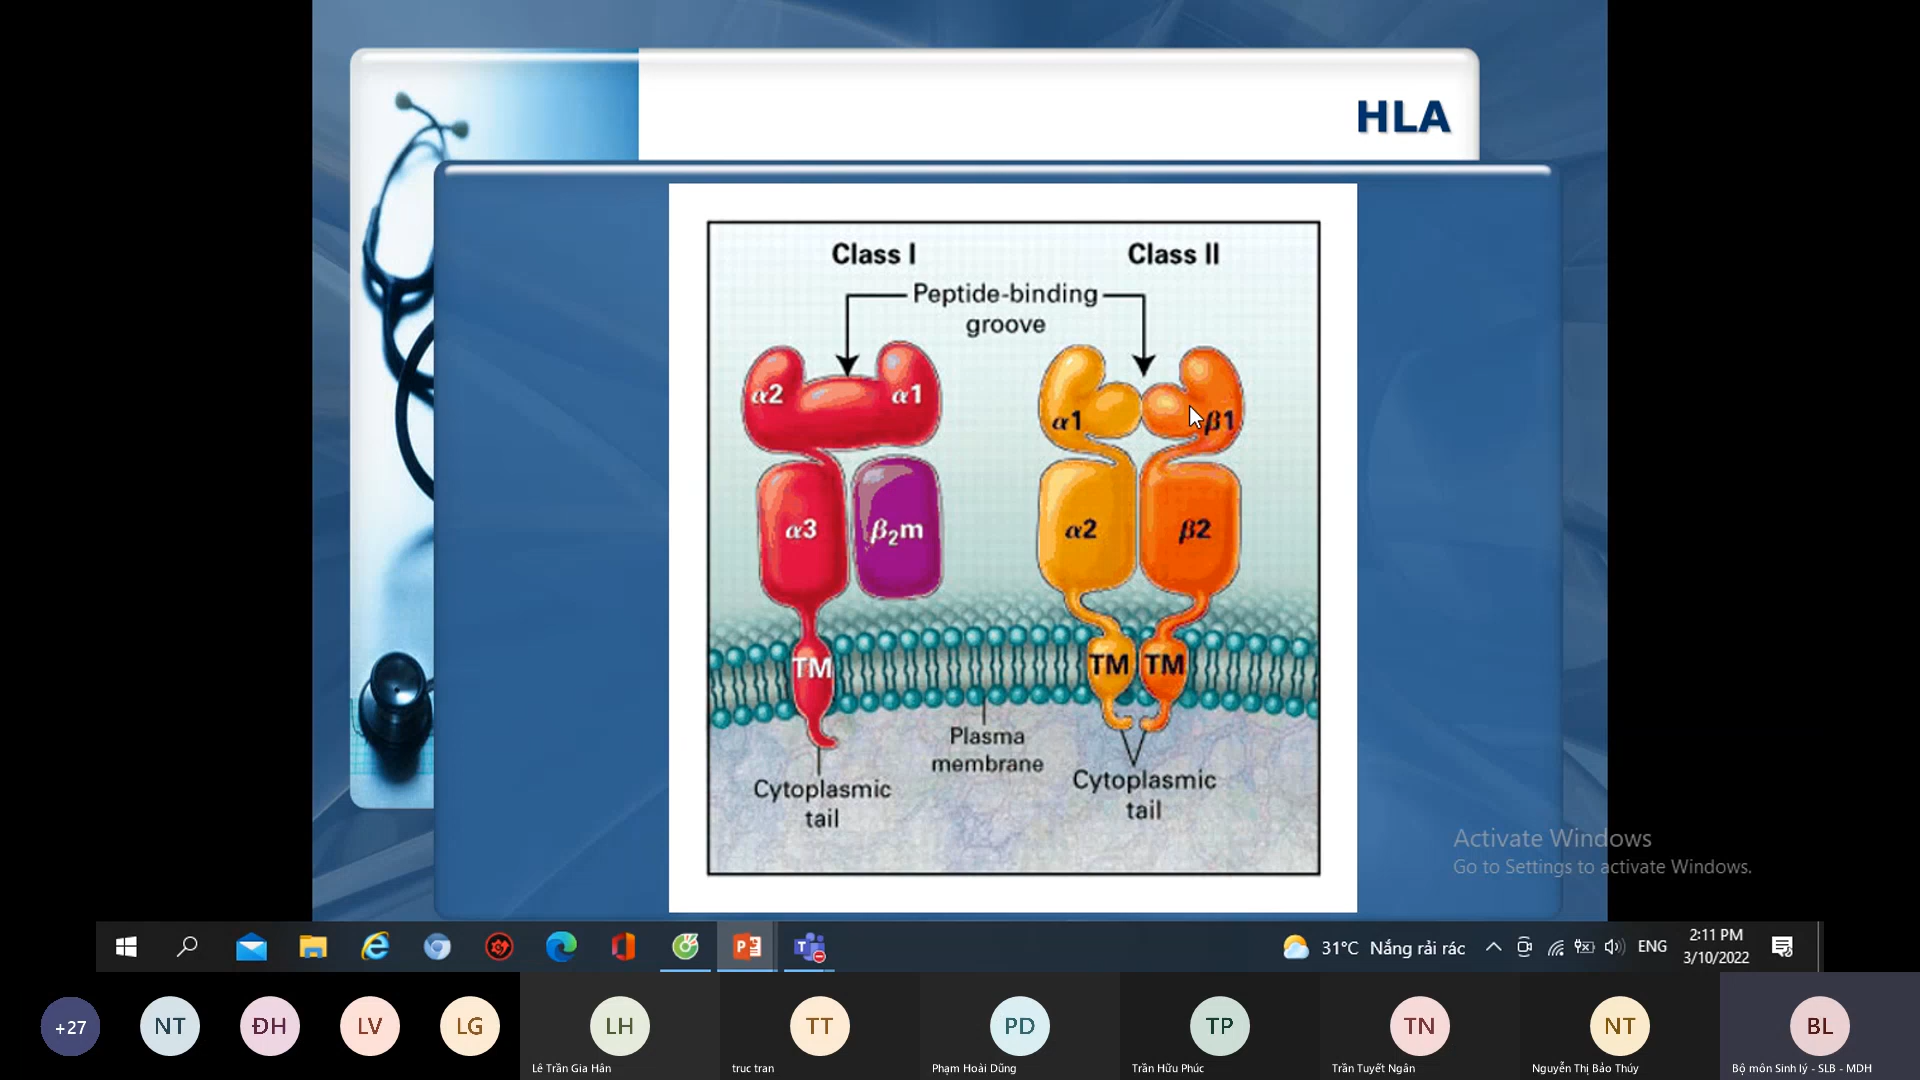 HLA
Class I
Class II
Peptide-binding
groove
α2
α1
α1
β1
α3
β₂m
α2
β2
TM
TM
TM
Plasma
membrane
Cytoplasmic
tail
Cytoplasmic
tail
Activate Windows
Go to Settings to activate Windows.
31°C Nắng rải rác
ENG
2:11 PM
3/10/2022
+27
NT
ĐH
LV
LG
LH
TT
PD
TP
TN
NT
BL
Lê Trần Gia Hân
truc tran
Phạm Hoài Dũng
Trần Hữu Phúc
Trần Tuyết Ngân
Nguyễn Thị Bảo Thúy
Bộ môn Sinh lý - SLB - MDH